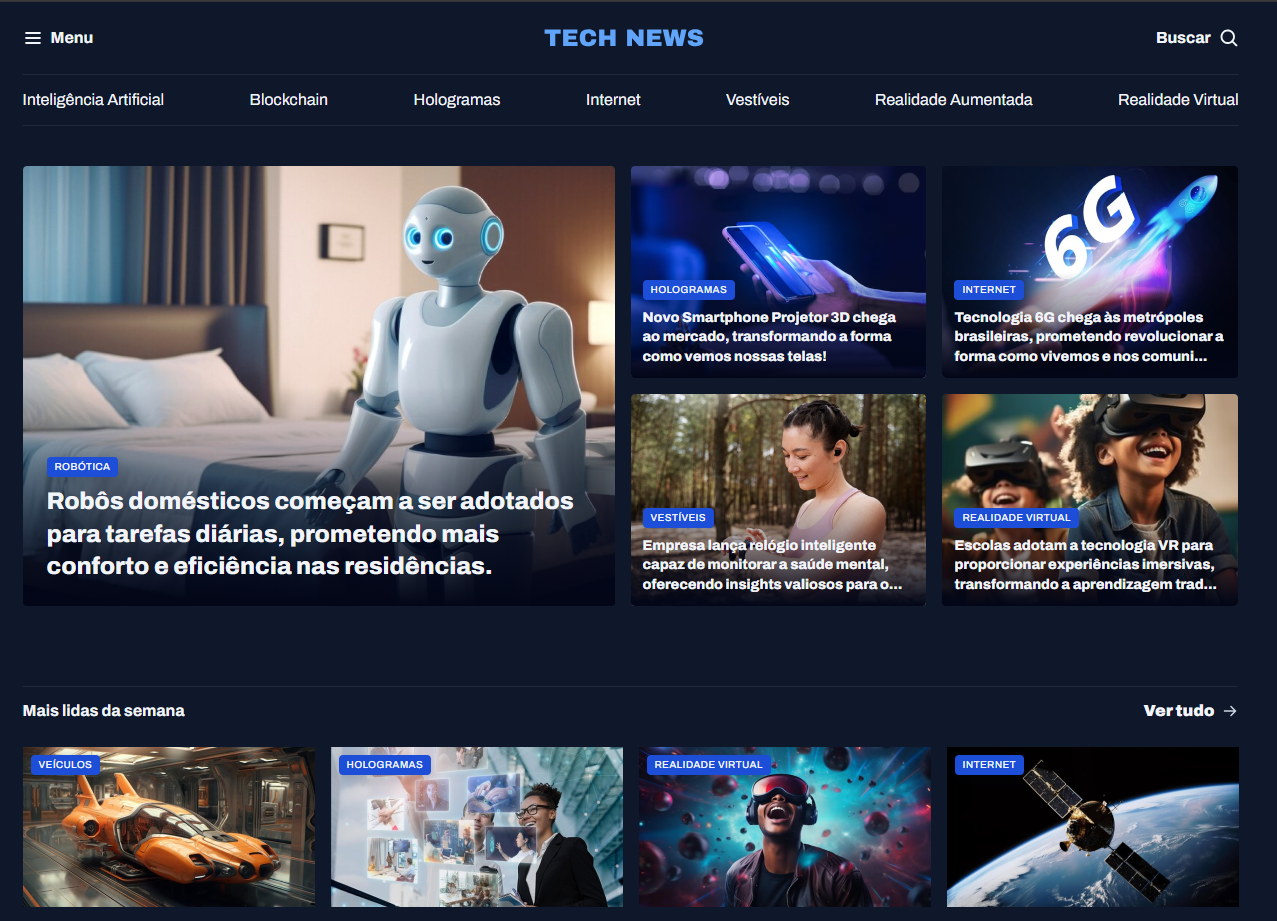 Menu
TECH NEWS
Buscar
Inteligência Artificial
Blockchain
Hologramas
Internet
Vestíveis
Realidade Aumentada
Realidade Virtual
ROBÓTICA
Robôs domésticos começam a ser adotados
para tarefas diárias, prometendo mais
conforto e eficiência nas residências.
HOLOGRAMAS
Novo Smartphone Projetor 3D chega
ao mercado, transformando a forma
como vemos nossas telas!
6G
INTERNET
Tecnologia 6G chega às metrópoles
brasileiras, prometendo revolucionar a
forma como vivemos e nos comuni...
VESTÍVEIS
Empresa lança relógio inteligente
capaz de monitorar a saúde mental,
oferecendo insights valiosos para o...
REALIDADE VIRTUAL
Escolas adotam a tecnologia VR para
proporcionar experiências imersivas,
transformando a aprendizagem trad...
Mais lidas da semana
Ver tudo
VEÍCULOS
HOLOGRAMAS
REALIDADE VIRTUAL
INTERNET